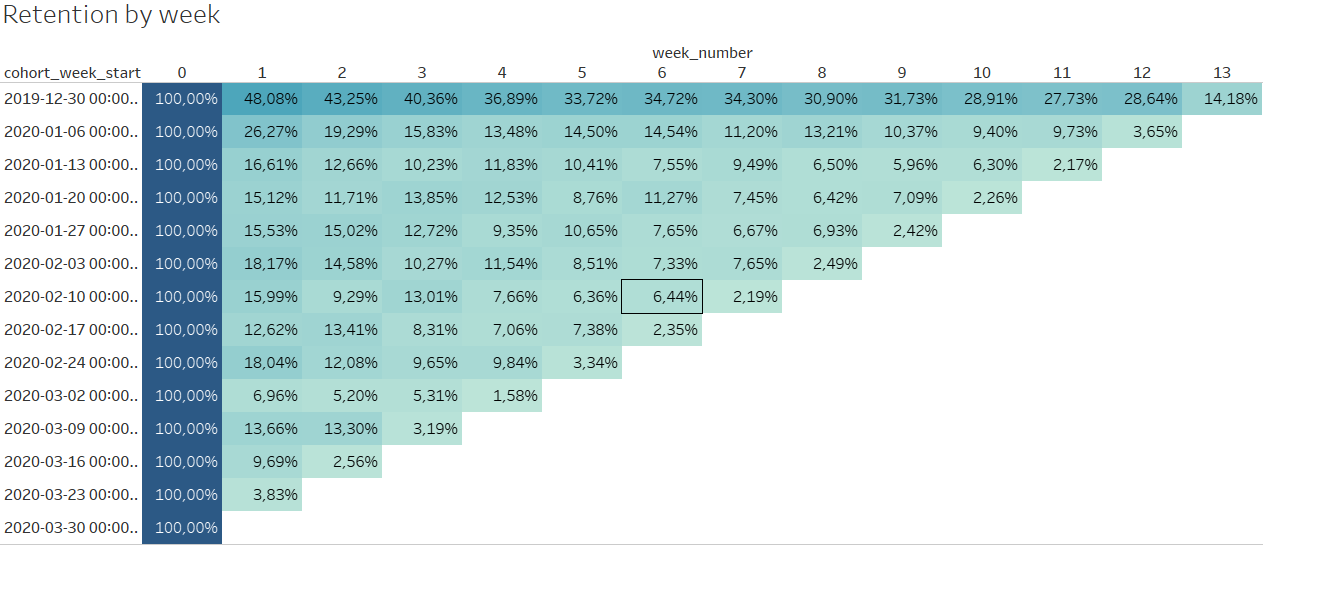 Retention by week
week_number
cohort_week_start 0 1 2 3 4 5 6 7 8 9 10 11 12 13
2019-12-30 00:00.. 100,00% 48,08% 43,25% 40,36% 36,89% 33,72% 34,72% 34,30% 30,90% 31,73% 28,91% 27,73% 28,64% 14,18%
2020-01-06 00:00.. 100,00% 26,27% 19,29% 15,83% 13,48% 14,50% 14,54% 11,20% 13,21% 10,37% 9,40% 9,73% 3,65%
2020-01-13 00:00.. 100,00% 16,61% 12,66% 10,23% 11,83% 10,41% 7,55% 9,49% 6,50% 5,96% 6,30% 2,17%
2020-01-20 00:00.. 100,00% 15,12% 11,71% 13,85% 12,53% 8,76% 11,27% 7,45% 6,42% 7,09% 2,26%
2020-01-27 00:00.. 100,00% 15,53% 15,02% 12,72% 9,35% 10,65% 7,65% 6,67% 6,93% 2,42%
2020-02-03 00:00.. 100,00% 18,17% 14,58% 10,27% 11,54% 8,51% 7,33% 7,65% 2,49%
2020-02-10 00:00.. 100,00% 15,99% 9,29% 13,01% 7,66% 6,36% 6,44% 2,19%
2020-02-17 00:00.. 100,00% 12,62% 13,41% 8,31% 7,06% 7,38% 2,35%
2020-02-24 00:00.. 100,00% 18,04% 12,08% 9,65% 9,84% 3,34%
2020-03-02 00:00.. 100,00% 6,96% 5,20% 5,31% 1,58%
2020-03-09 00:00.. 100,00% 13,66% 13,30% 3,19%
2020-03-16 00:00.. 100,00% 9,69% 2,56%
2020-03-23 00:00.. 100,00% 3,83%
2020-03-30 00:00.. 100,00%